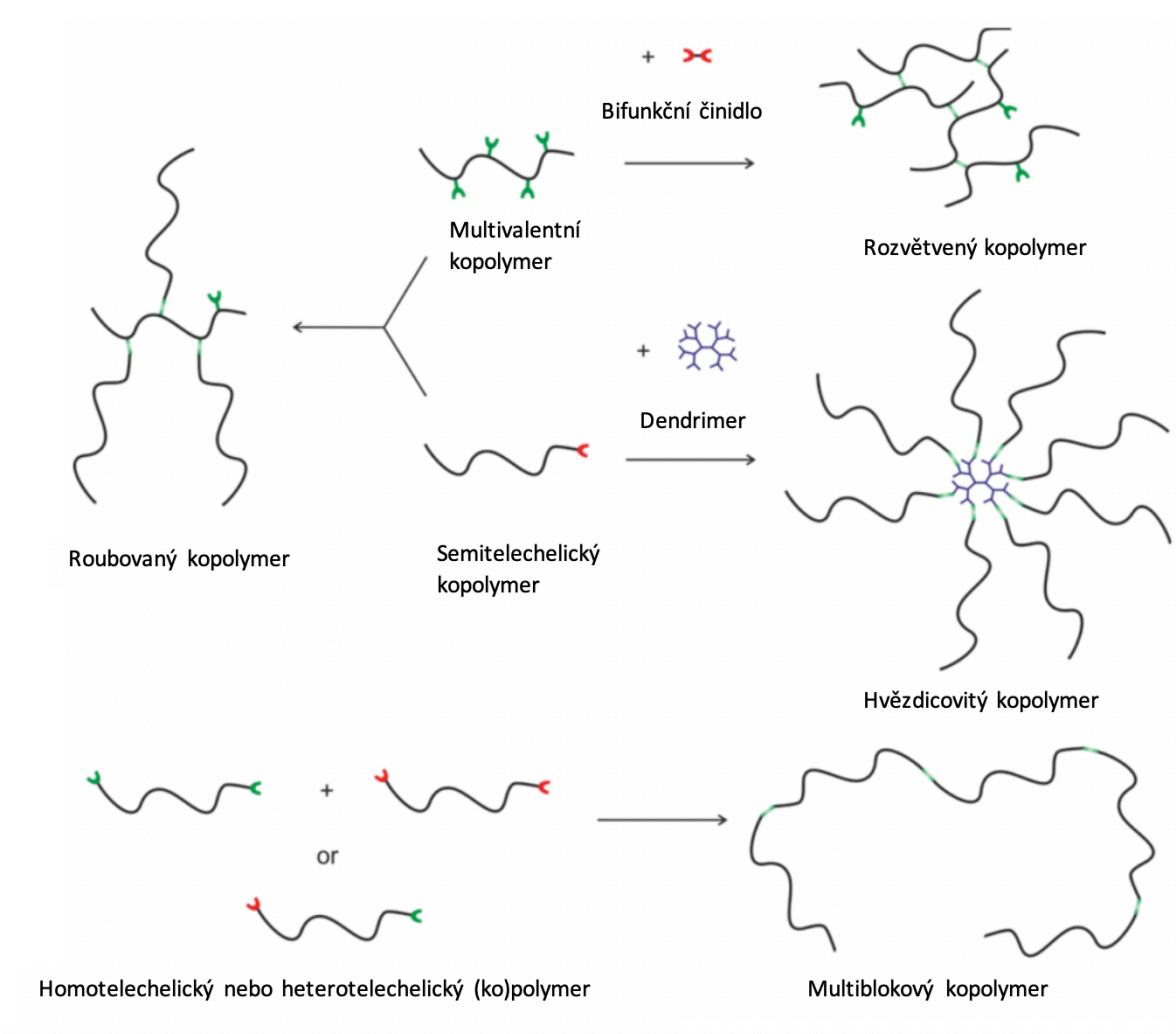 +
Bifunkční činidlo
Multivalentní
kopolymer
Rozvětvený kopolymer
+
Dendrimer
Roubovaný kopolymer
Semitelechelický
kopolymer
Hvězdicovitý kopolymer
+
or
Homotelechelický nebo heterotelechelický (ko)polymer
Multiblokový kopolymer